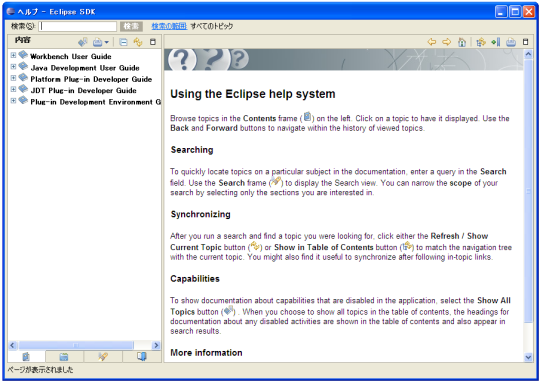 ヘルプ - Eclipse SDK
検索(S): 検索 検索の範囲: すべてのトピック
内容
Workbench User Guide
Java Development User Guide
Platform Plug-in Developer Guide
JDT Plug-in Developer Guide
Plug-in Development Environment G
Using the Eclipse help system
Browse topics in the Contents frame ( ) on the left. Click on a topic to have it displayed. Use the
Back and Forward buttons to navigate within the history of viewed topics.
Searching
To quickly locate topics on a particular subject in the documentation, enter a query in the Search
field. Use the Search frame ( ) to display the Search view. You can narrow the scope of your
search by selecting only the sections you are interested in.
Synchronizing
After you run a search and find a topic you were looking for, click either the Refresh / Show
Current Topic button ( ) or Show in Table of Contents button ( ) to match the navigation tree
with the current topic. You might also find it useful to synchronize after following in-topic links.
Capabilities
To show documentation about capabilities that are disabled in the application, select the Show All
Topics button ( ) . When you choose to show all topics in the table of contents, the headings for
documentation about any disabled activities are shown in the table of contents and also appear in
search results.
More information
ページが表示されました